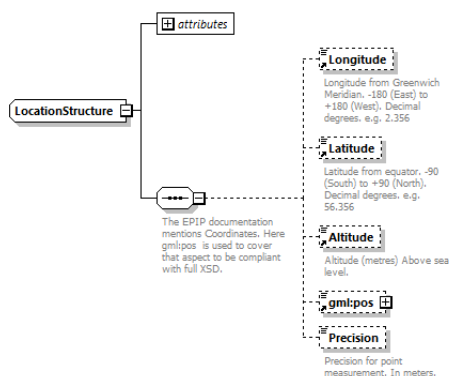 attributes
LocationStructure
The EPIP documentation
mentions Coordinates. Here
gml:pos is used to cover
that aspect to be compliant
with full XSD.
Longitude
Longitude from Greenwich
Meridian. -180 (East) to
+180 (West). Decimal
degrees. e.g. 2.356
Latitude
Latitude from equator. -90
(South) to +90 (North).
Decimal degrees. e.g.
56.356
Altitude
Altitude (metres) Above sea
level.
gml:pos
Precision
Precision for point
measurement. In meters.